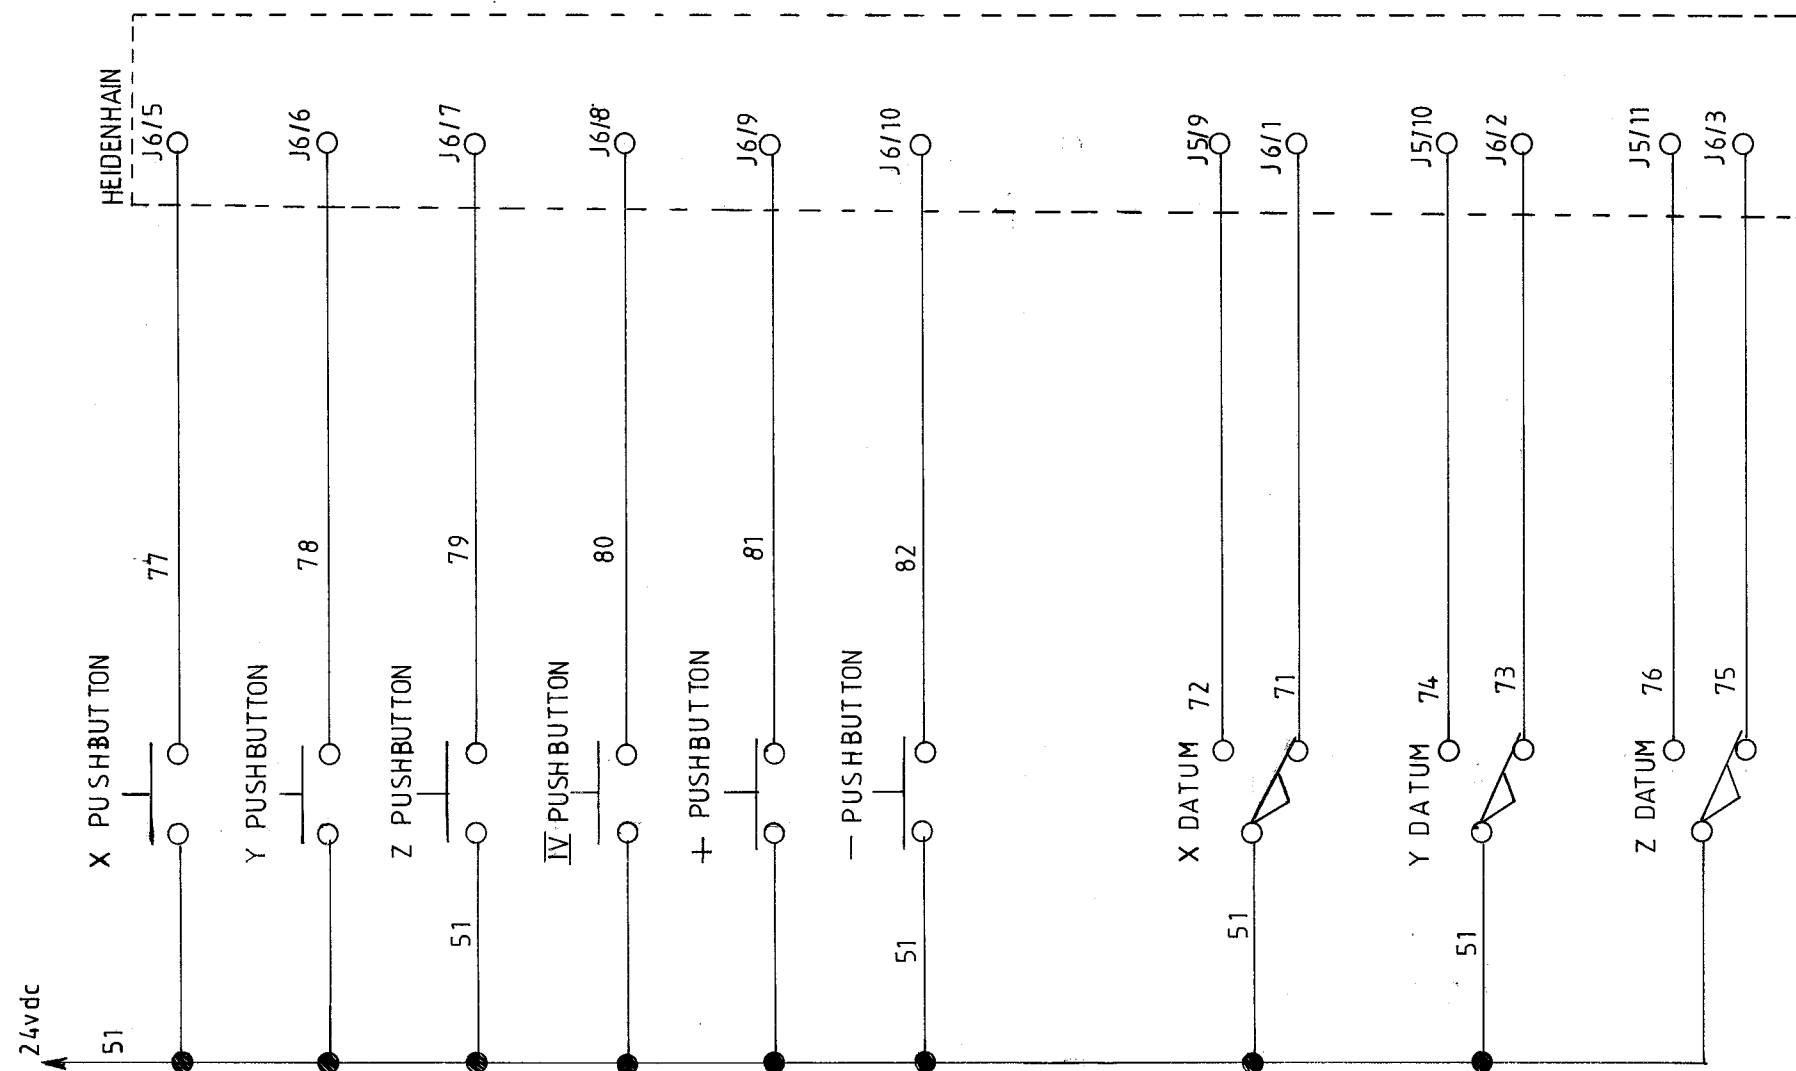 HEIDENHAIN
J6/5
J6/6
J6/7
J6/8
J6/9
J6/10
J5/9
J6/1
J5/10
J6/2
J5/11
J6/3
77
78
79
80
81
82
72
71
74
73
76
75
X PUSHBUTTON
Y PUSHBUTTON
Z PUSHBUTTON
IV PUSHBUTTON
+ PUSHBUTTON
— PUSHBUTTON
X DATUM
Y DATUM
Z DATUM
51
51
51
51
24vdc
51